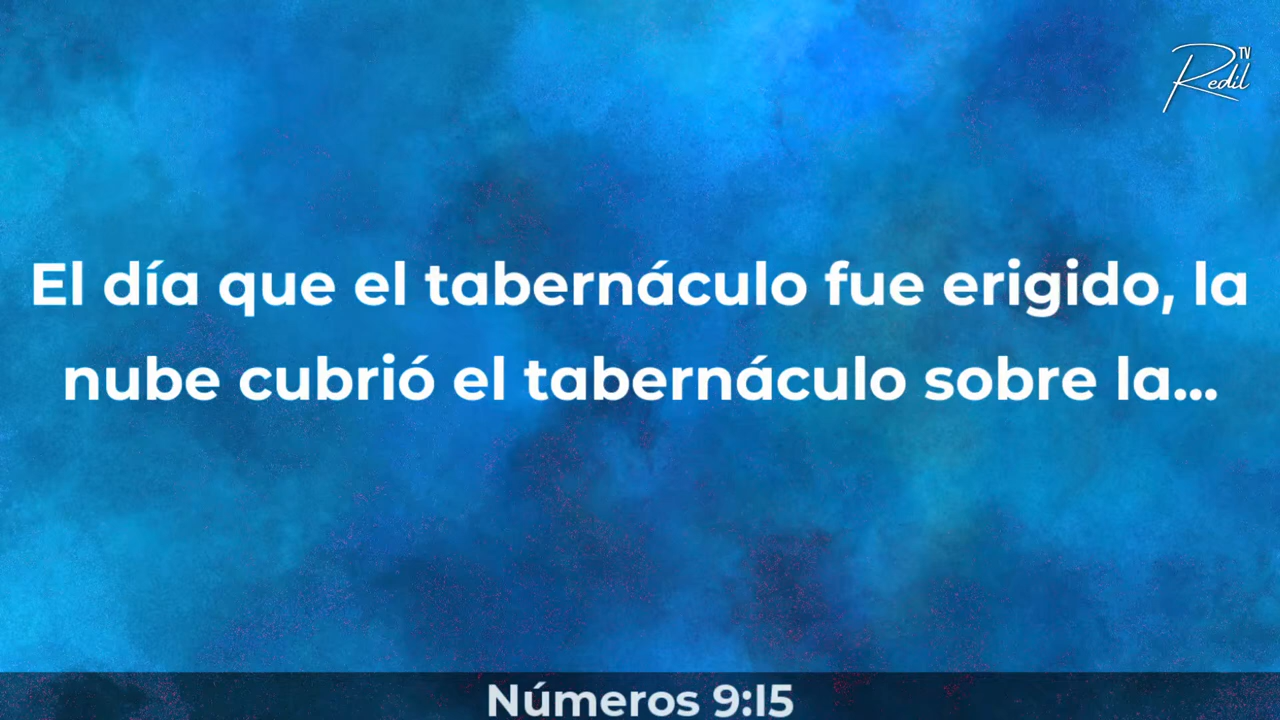 TV
Redil
El día que el tabernáculo fue erigido, la
nube cubrió el tabernáculo sobre la...
Números 9:15